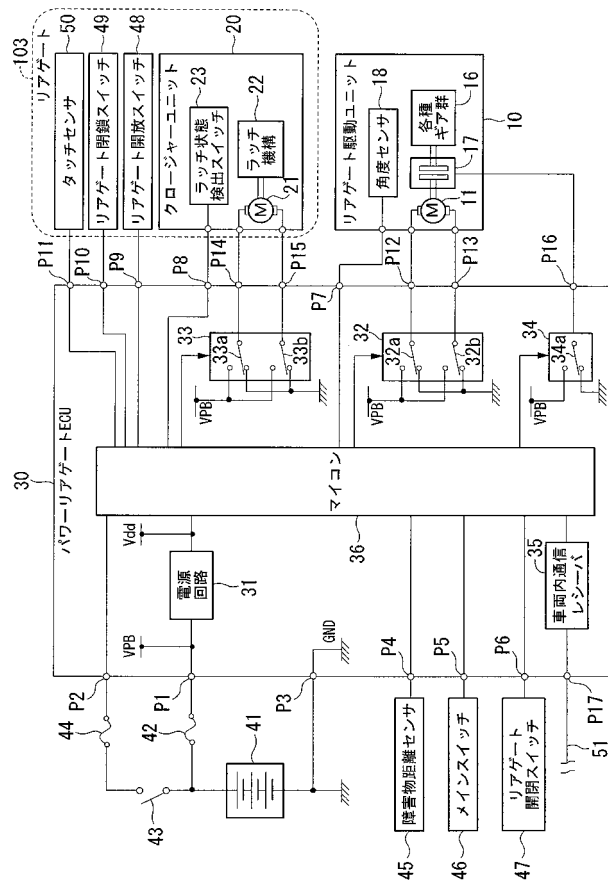 103
リアゲート
50
タッチセンサ
49
リアゲート閉鎖スイッチ
48
リアゲート開放スイッチ
クロージャーユニット
20
23
ラッチ状態
検出スイッチ
22
ラッチ
機構
M
21
リアゲート駆動ユニット
10
18
角度センサ
16
各種
ギア群
17
M
11
P11
P10
P9
P8
P14
P15
P7
P12
P13
P16
30
パワーリアゲートECU
33
33a
33b
VPB
32
32a
32b
VPB
34
34a
VPB
マイコン
36
Vdd
電源
回路
31
VPB
GND
35
車両内通信
レシーバ
P2
P1
P3
P4
P5
P6
P17
44
42
43
41
45
障害物距離センサ
46
メインスイッチ
47
リアゲート
開閉スイッチ
51